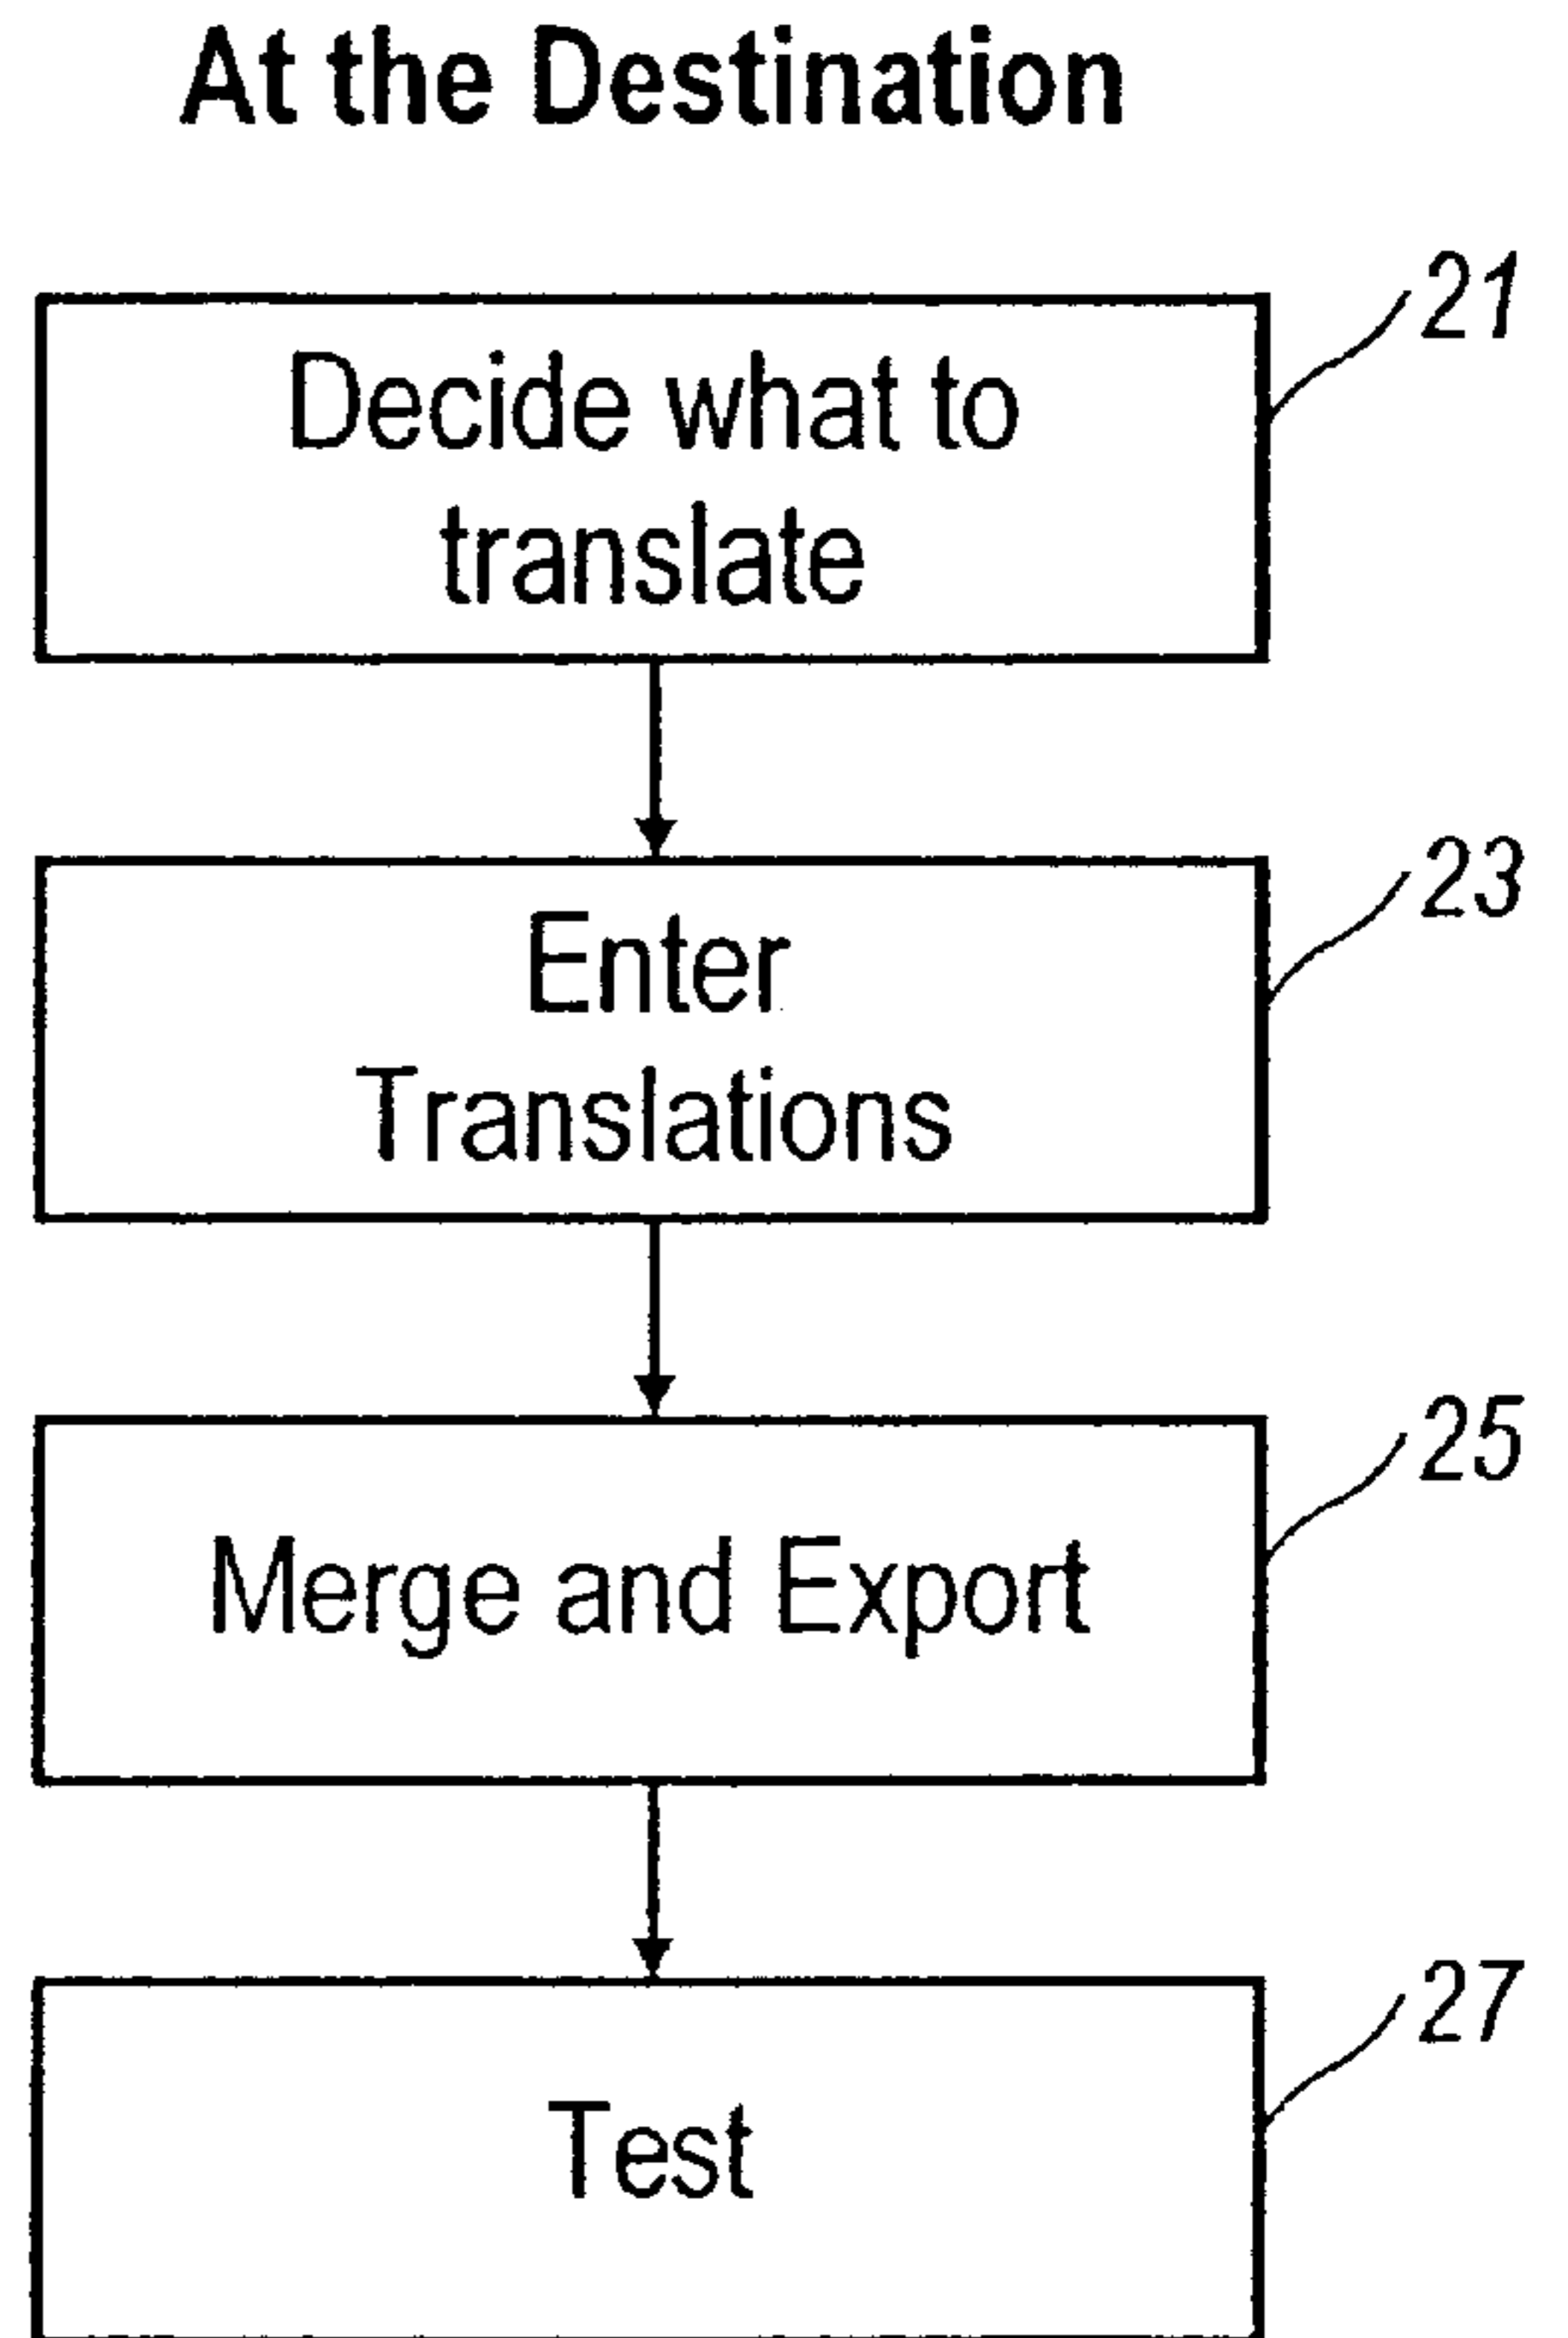 At the Destination
21
Decide what to
translate
23
Enter
Translations
25
Merge and Export
27
Test